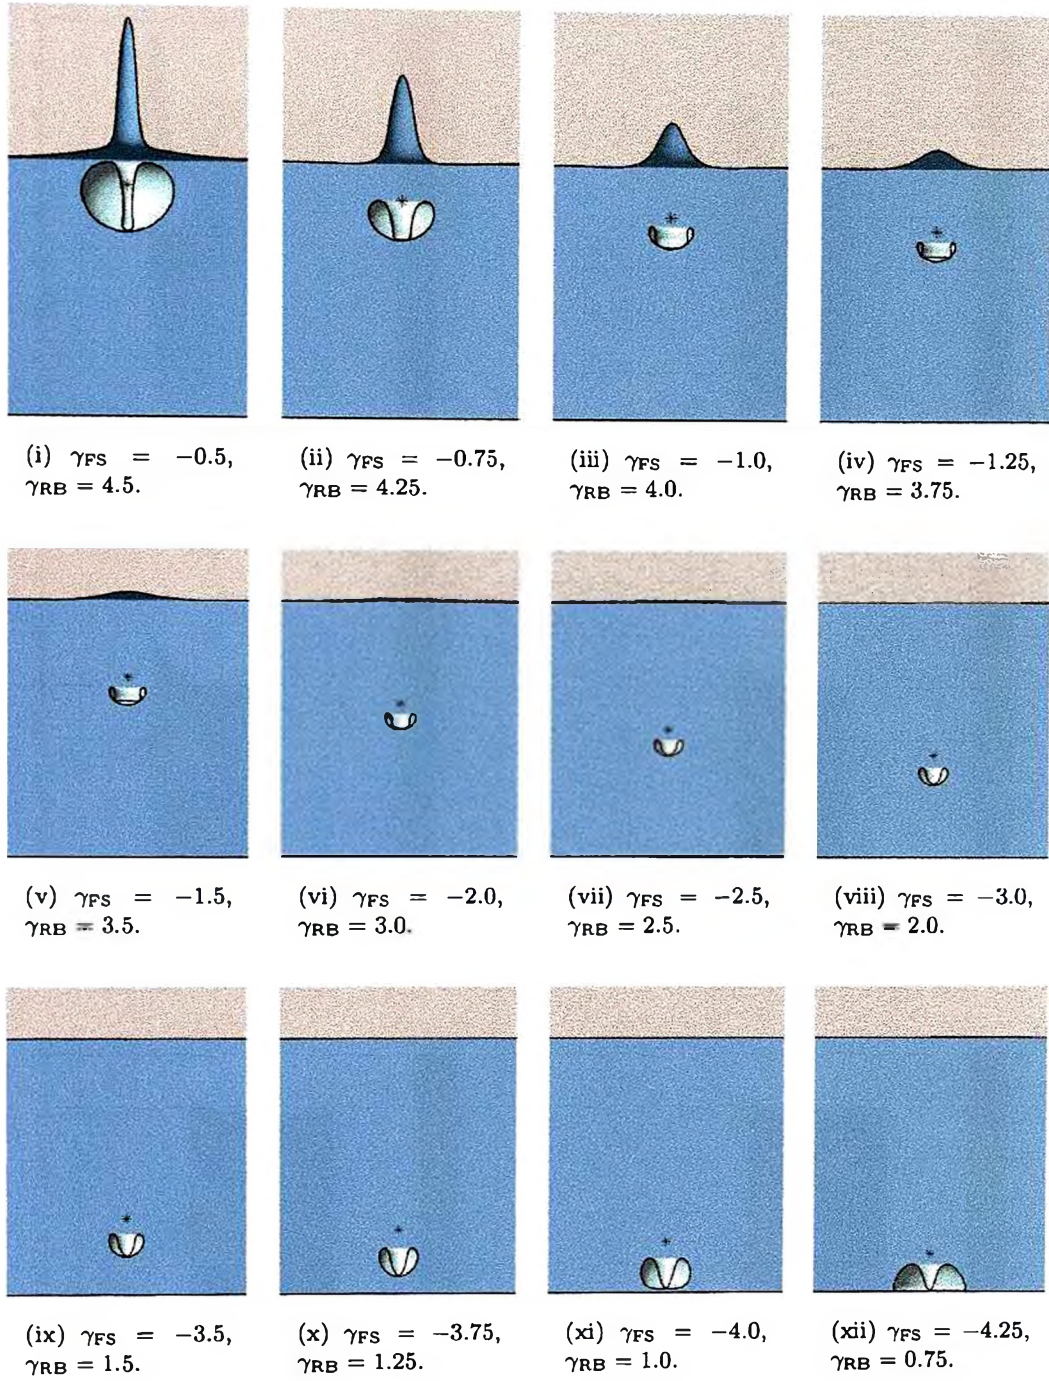 (i) γFS = −0.5,
γRB = 4.5.
(ii) γFS = −0.75,
γRB = 4.25.
(iii) γFS = −1.0,
γRB = 4.0.
(iv) γFS = −1.25,
γRB = 3.75.
(v) γFS = −1.5,
γRB = 3.5.
(vi) γFS = −2.0,
γRB = 3.0.
(vii) γFS = −2.5,
γRB = 2.5.
(viii) γFS = −3.0,
γRB = 2.0.
(ix) γFS = −3.5,
γRB = 1.5.
(x) γFS = −3.75,
γRB = 1.25.
(xi) γFS = −4.0,
γRB = 1.0.
(xii) γFS = −4.25,
γRB = 0.75.